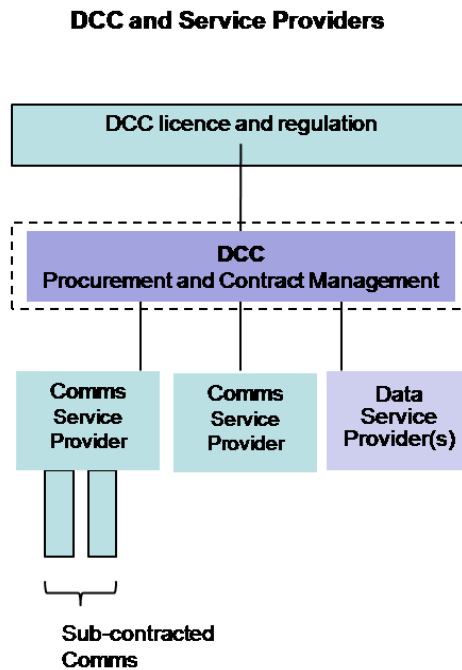 DCC and Service Providers
DCC licence and regulation
DCC
Procurement and Contract Management
Comms
Service
Provider
Comms
Service
Provider
Data
Service
Provider(s)
Sub-contracted
Comms